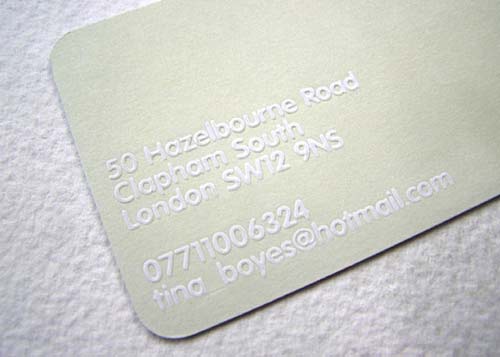 50 Hazelbourne Road
Clapham South
London SW12 9NS
07711006324
tina_boyes@hotmail.com